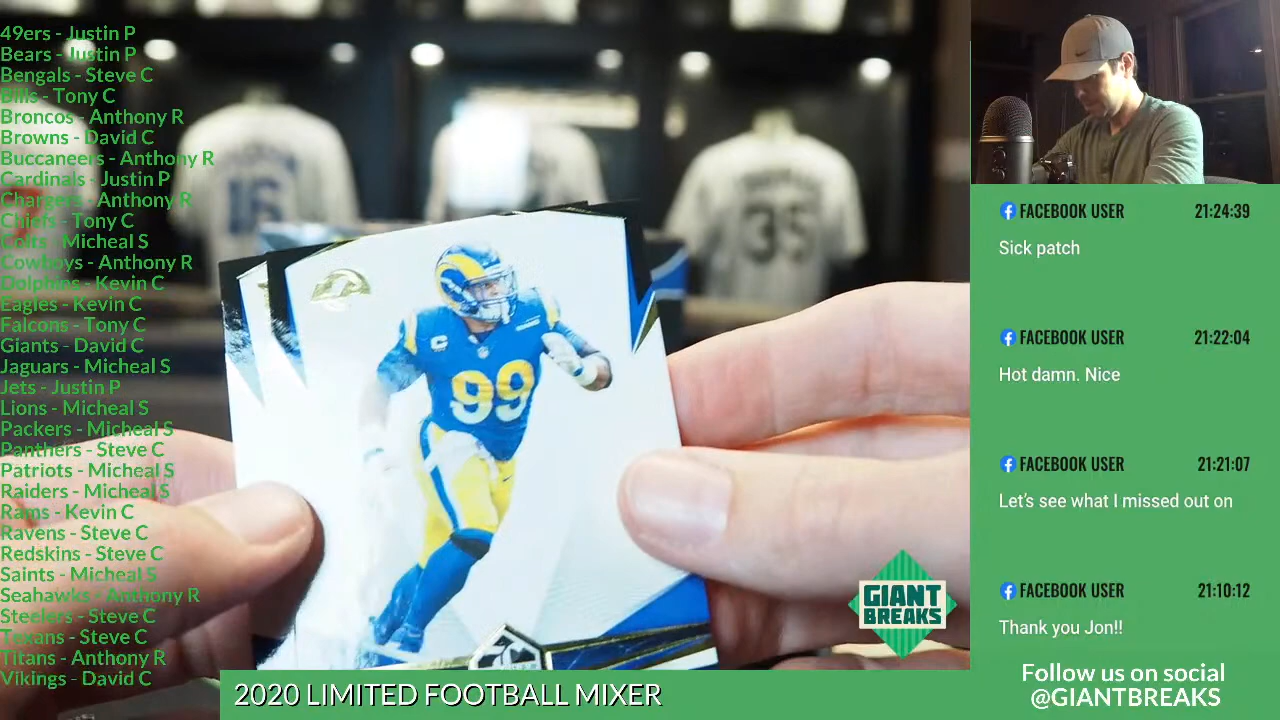 49ers - Justin P
Bears - Justin P
Bengals - Steve C
Bills - Tony C
Broncos - Anthony R
Browns - David C
Buccaneers - Anthony R
Cardinals - Justin P
Chargers - Anthony R
Chiefs - Tony C
Colts - Micheal S
Cowboys - Anthony R
Dolphins - Kevin C
Eagles - Kevin C
Falcons - Tony C
Giants - David C
Jaguars - Micheal S
Jets - Justin P
Lions - Micheal S
Packers - Micheal S
Panthers - Steve C
Patriots - Micheal S
Raiders - Micheal S
Rams - Kevin C
Ravens - Steve C
Redskins - Steve C
Saints - Micheal S
Seahawks - Anthony R
Steelers - Steve C
Texans - Steve C
Titans - Anthony R
Vikings - David C
16
35
99
GIANT
BREAKS
2020 LIMITED FOOTBALL MIXER
FACEBOOK USER 21:24:39
Sick patch
FACEBOOK USER 21:22:04
Hot damn. Nice
FACEBOOK USER 21:21:07
Let's see what I missed out on
FACEBOOK USER 21:10:12
Thank you Jon!!
Follow us on social
@GIANTBREAKS